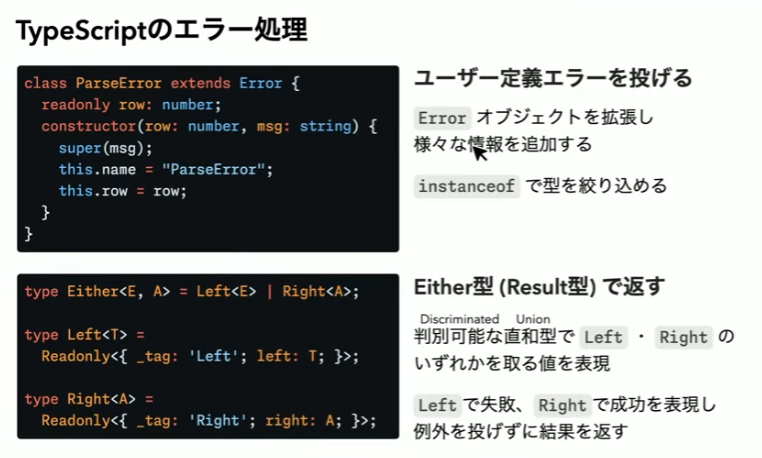 TypeScriptのエラー処理
class ParseError extends Error {
  readonly row: number;
  constructor(row: number, msg: string) {
    super(msg);
    this.name = "ParseError";
    this.row = row;
  }
}
ユーザー定義エラーを投げる
Error オブジェクトを拡張し
様々な情報を追加する
instanceof で型を絞り込める
type Either<E, A> = Left<E> | Right<A>;
type Left<T> =
  Readonly<{ _tag: 'Left'; left: T; }>;
type Right<A> =
  Readonly<{ _tag: 'Right'; right: A; }>;
Either型 (Result型) で返す
Discriminated Union
判別可能な直和型で Left ・ Right の
いずれかを取る値を表現
Left で失敗、Right で成功を表現し
例外を投げずに結果を返す